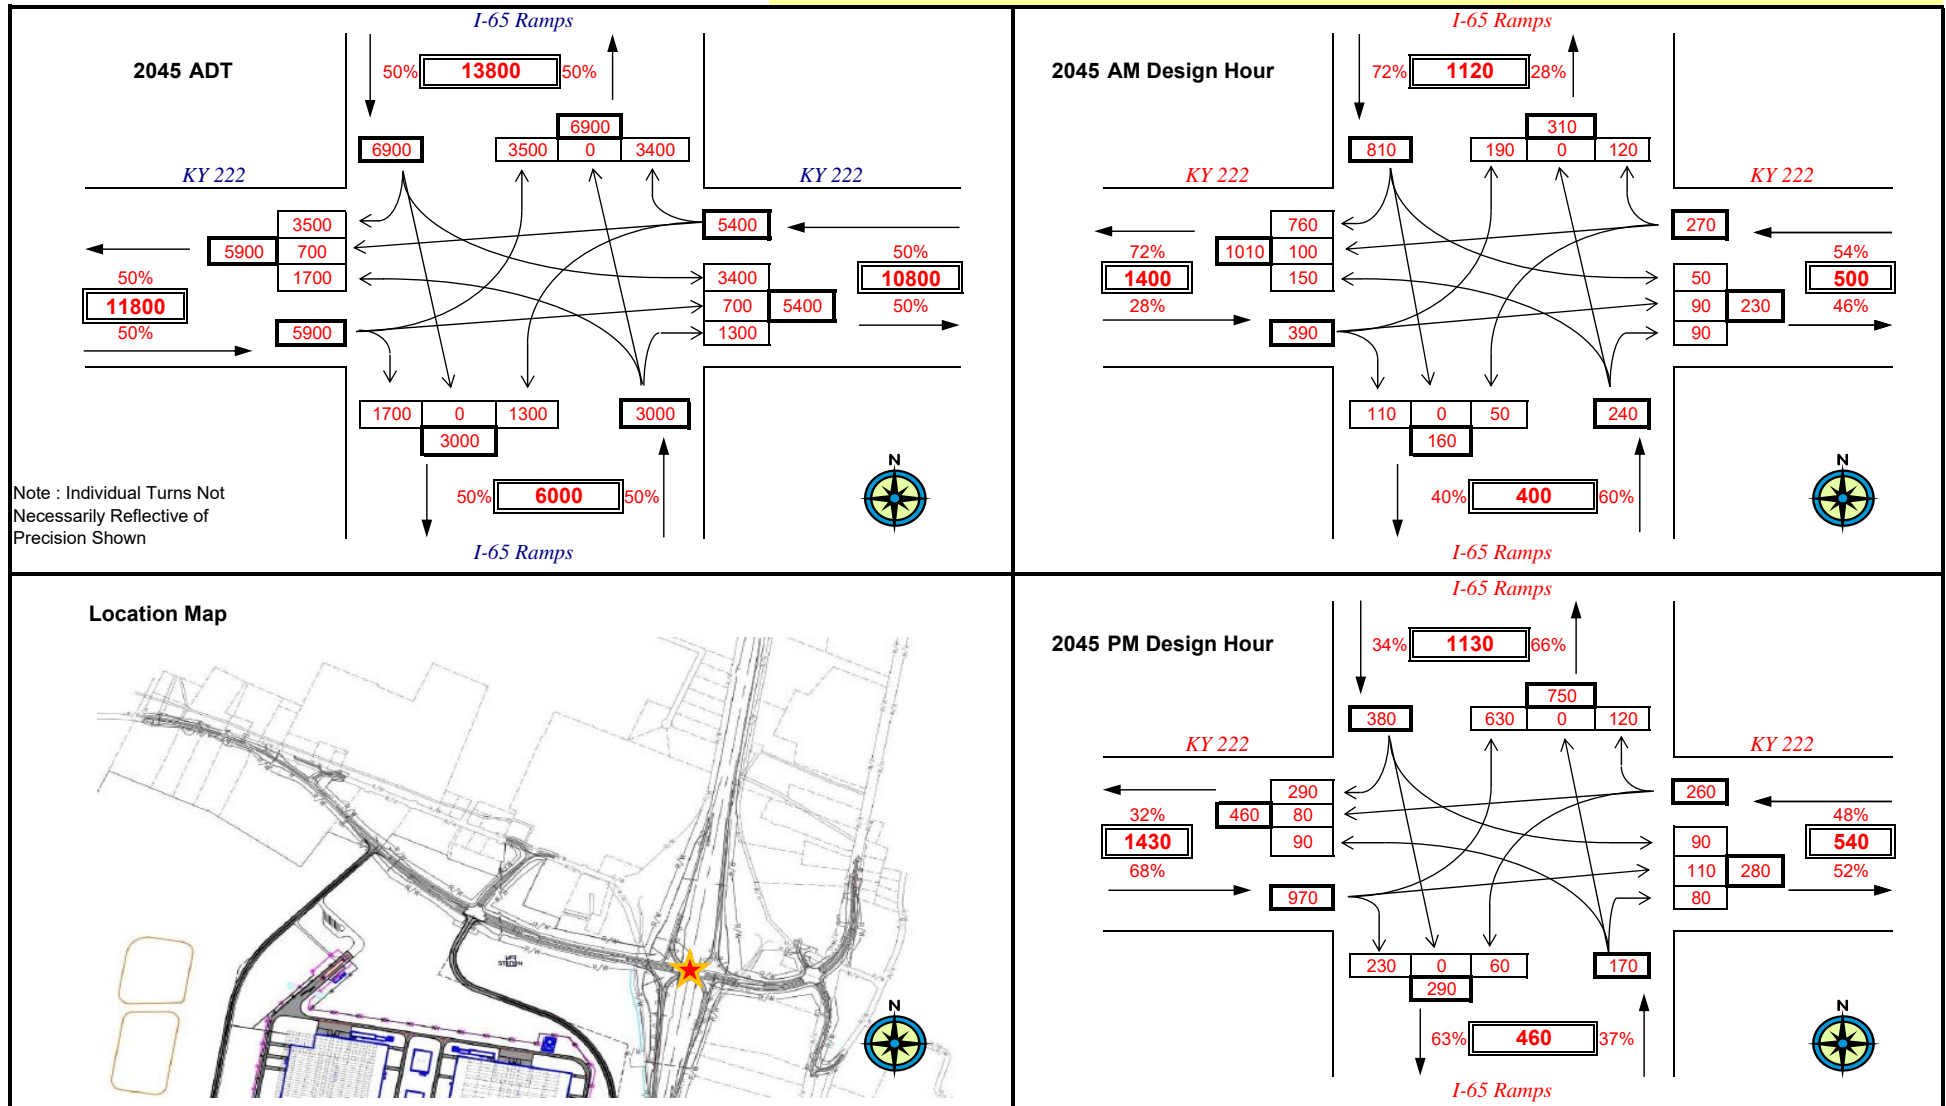 I-65 Ramps
2045 ADT
50% 13800 50%
6900
6900 3500 0 3400
KY 222 KY 222
3500 5400
5900 700
1700
50% 50%
3400 10800
11800 700 5400 50%
50% 5900 1300
1700 0 1300 3000
3000
N
50% 6000 50%
Note : Individual Turns Not
Necessarily Reflective of
Precision Shown
I-65 Ramps
I-65 Ramps
2045 AM Design Hour
72% 1120 28%
310
810 190 0 120
KY 222 KY 222
760 270
1010 100
150
72% 54%
1400 50 500
28% 90 230 46%
390 90
110 0 50 240
160
N
40% 400 60%
I-65 Ramps
Location Map
R/W
R/W
R/W
R/W
R/W
LIFT
STATION
N
I-65 Ramps
2045 PM Design Hour
34% 1130 66%
750
380 630 0 120
KY 222 KY 222
290 260
460 80
90
32% 48%
1430 90 540
68% 110 280 52%
970 80
230 0 60 170
290
N
63% 460 37%
I-65 Ramps